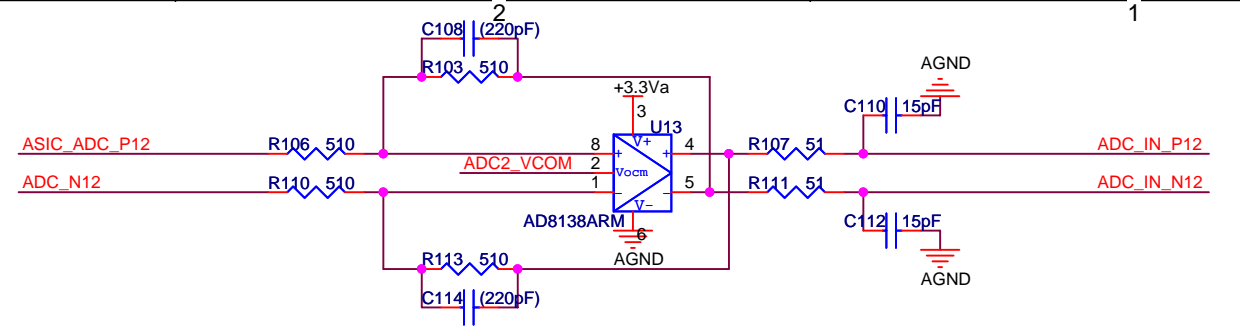 2
1
C108 (220pF)
R103 510
+3.3Va
3
AGND
C110 15pF
U13
V+
ASIC_ADC_P12
R106 510
8
+
+
4
R107 51
ADC_IN_P12
ADC2_VCOM
2
Vocm
ADC_N12
R110 510
1
-
-
5
R111 51
ADC_IN_N12
V-
AD8138ARM
6
C112 15pF
R113 510
AGND
AGND
C114 (220pF)